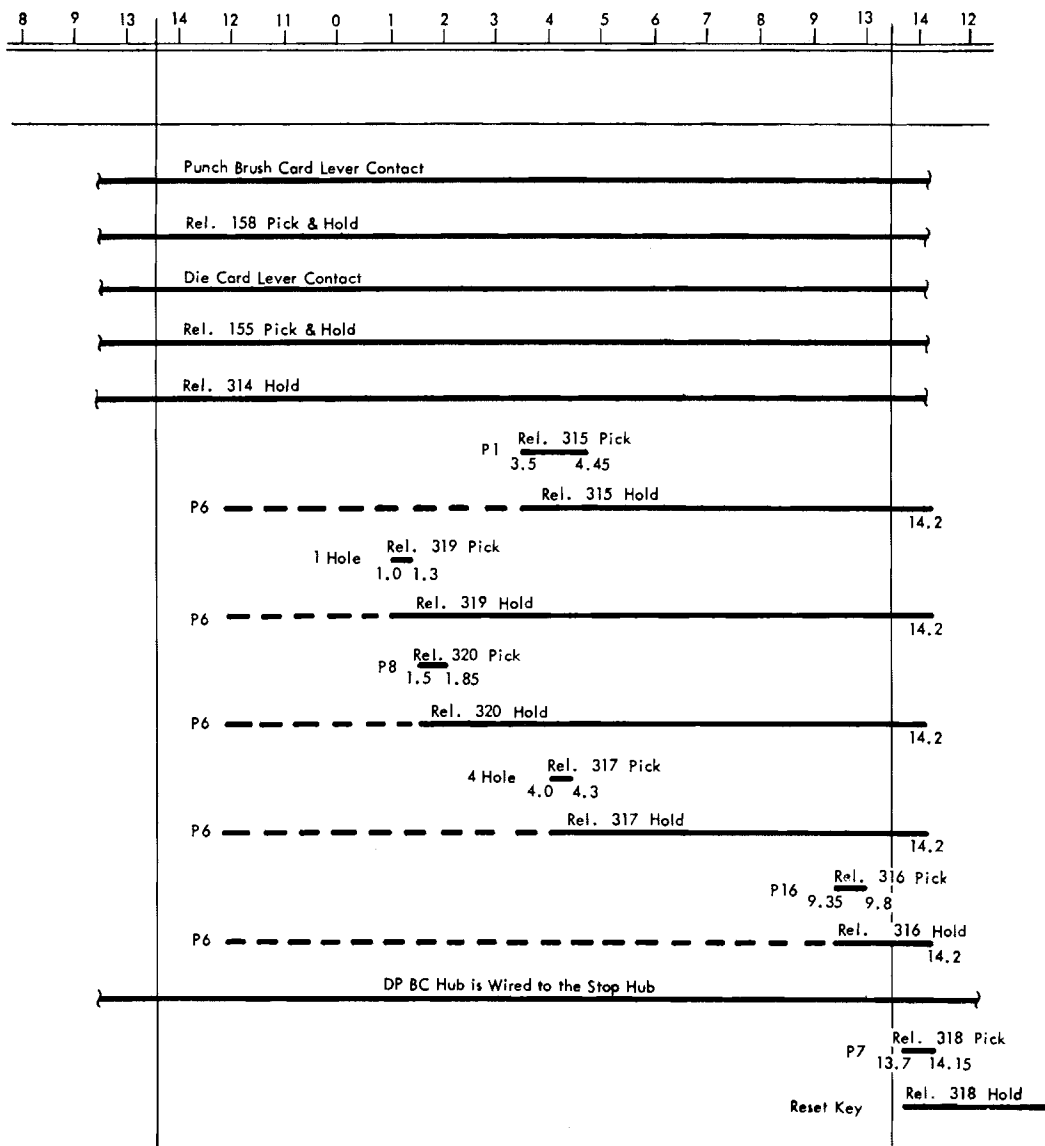 8 9 13 14 12 11 0 1 2 3 4 5 6 7 8 9 13 14 12
Punch Brush Card Lever Contact
Rel. 158 Pick & Hold
Die Card Lever Contact
Rel. 155 Pick & Hold
Rel. 314 Hold
P1 Rel. 315 Pick
3.5 4.45
P6 Rel. 315 Hold
14.2
1 Hole Rel. 319 Pick
1.0 1.3
P6 Rel. 319 Hold
14.2
P8 Rel. 320 Pick
1.5 1.85
P6 Rel. 320 Hold
14.2
4 Hole Rel. 317 Pick
4.0 4.3
P6 Rel. 317 Hold
14.2
P16 Rel. 316 Pick
9.35 9.8
P6 Rel. 316 Hold
14.2
DP BC Hub is Wired to the Stop Hub
P7 Rel. 318 Pick
13.7 14.15
Reset Key Rel. 318 Hold